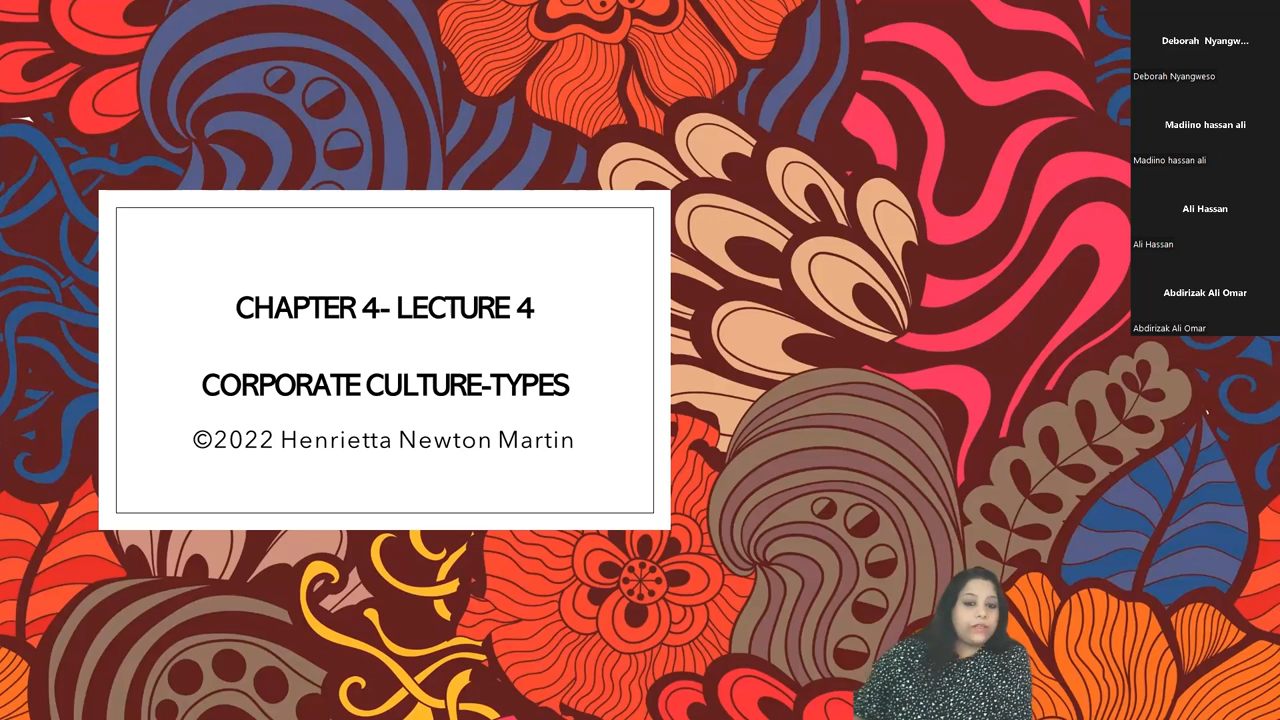 CHAPTER 4- LECTURE 4
CORPORATE CULTURE-TYPES
©2022 Henrietta Newton Martin
Deborah Nyangw...
Deborah Nyangweso
Madiino hassan ali
Madiino hassan ali
Ali Hassan
Ali Hassan
Abdirizak Ali Omar
Abdirizak Ali Omar